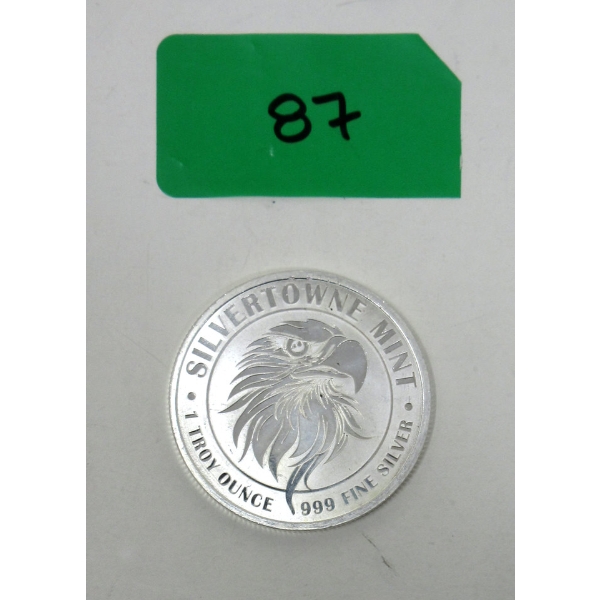 87
SILVERTOWNE MINT
• 1 TROY OUNCE 999 FINE SILVER •